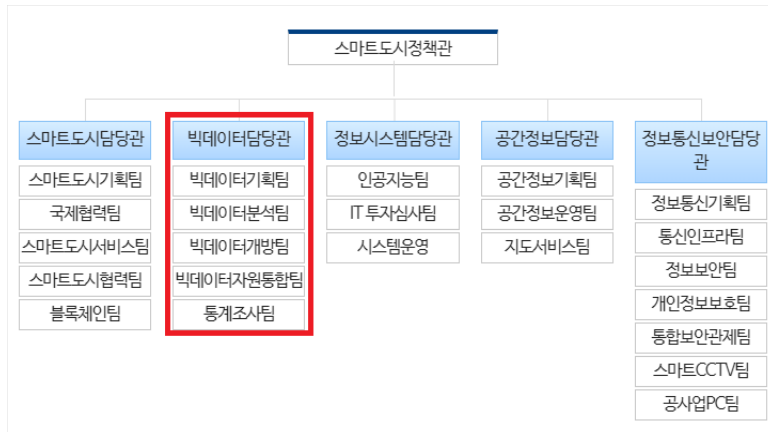 스마트도시정책관
스마트도시담당관
스마트도시기획팀
국제협력팀
스마트도시서비스팀
스마트도시협력팀
블록체인팀
빅데이터담당관
빅데이터기획팀
빅데이터분석팀
빅데이터개방팀
빅데이터자원통합팀
통계조사팀
정보시스템담당관
인공지능팀
IT 투자심사팀
시스템운영
공간정보담당관
공간정보기획팀
공간정보운영팀
지도서비스팀
정보통신보안담당
관
정보통신기획팀
통신인프라팀
정보보안팀
개인정보보호팀
통합보안관제팀
스마트CCTV팀
공사업PC팀